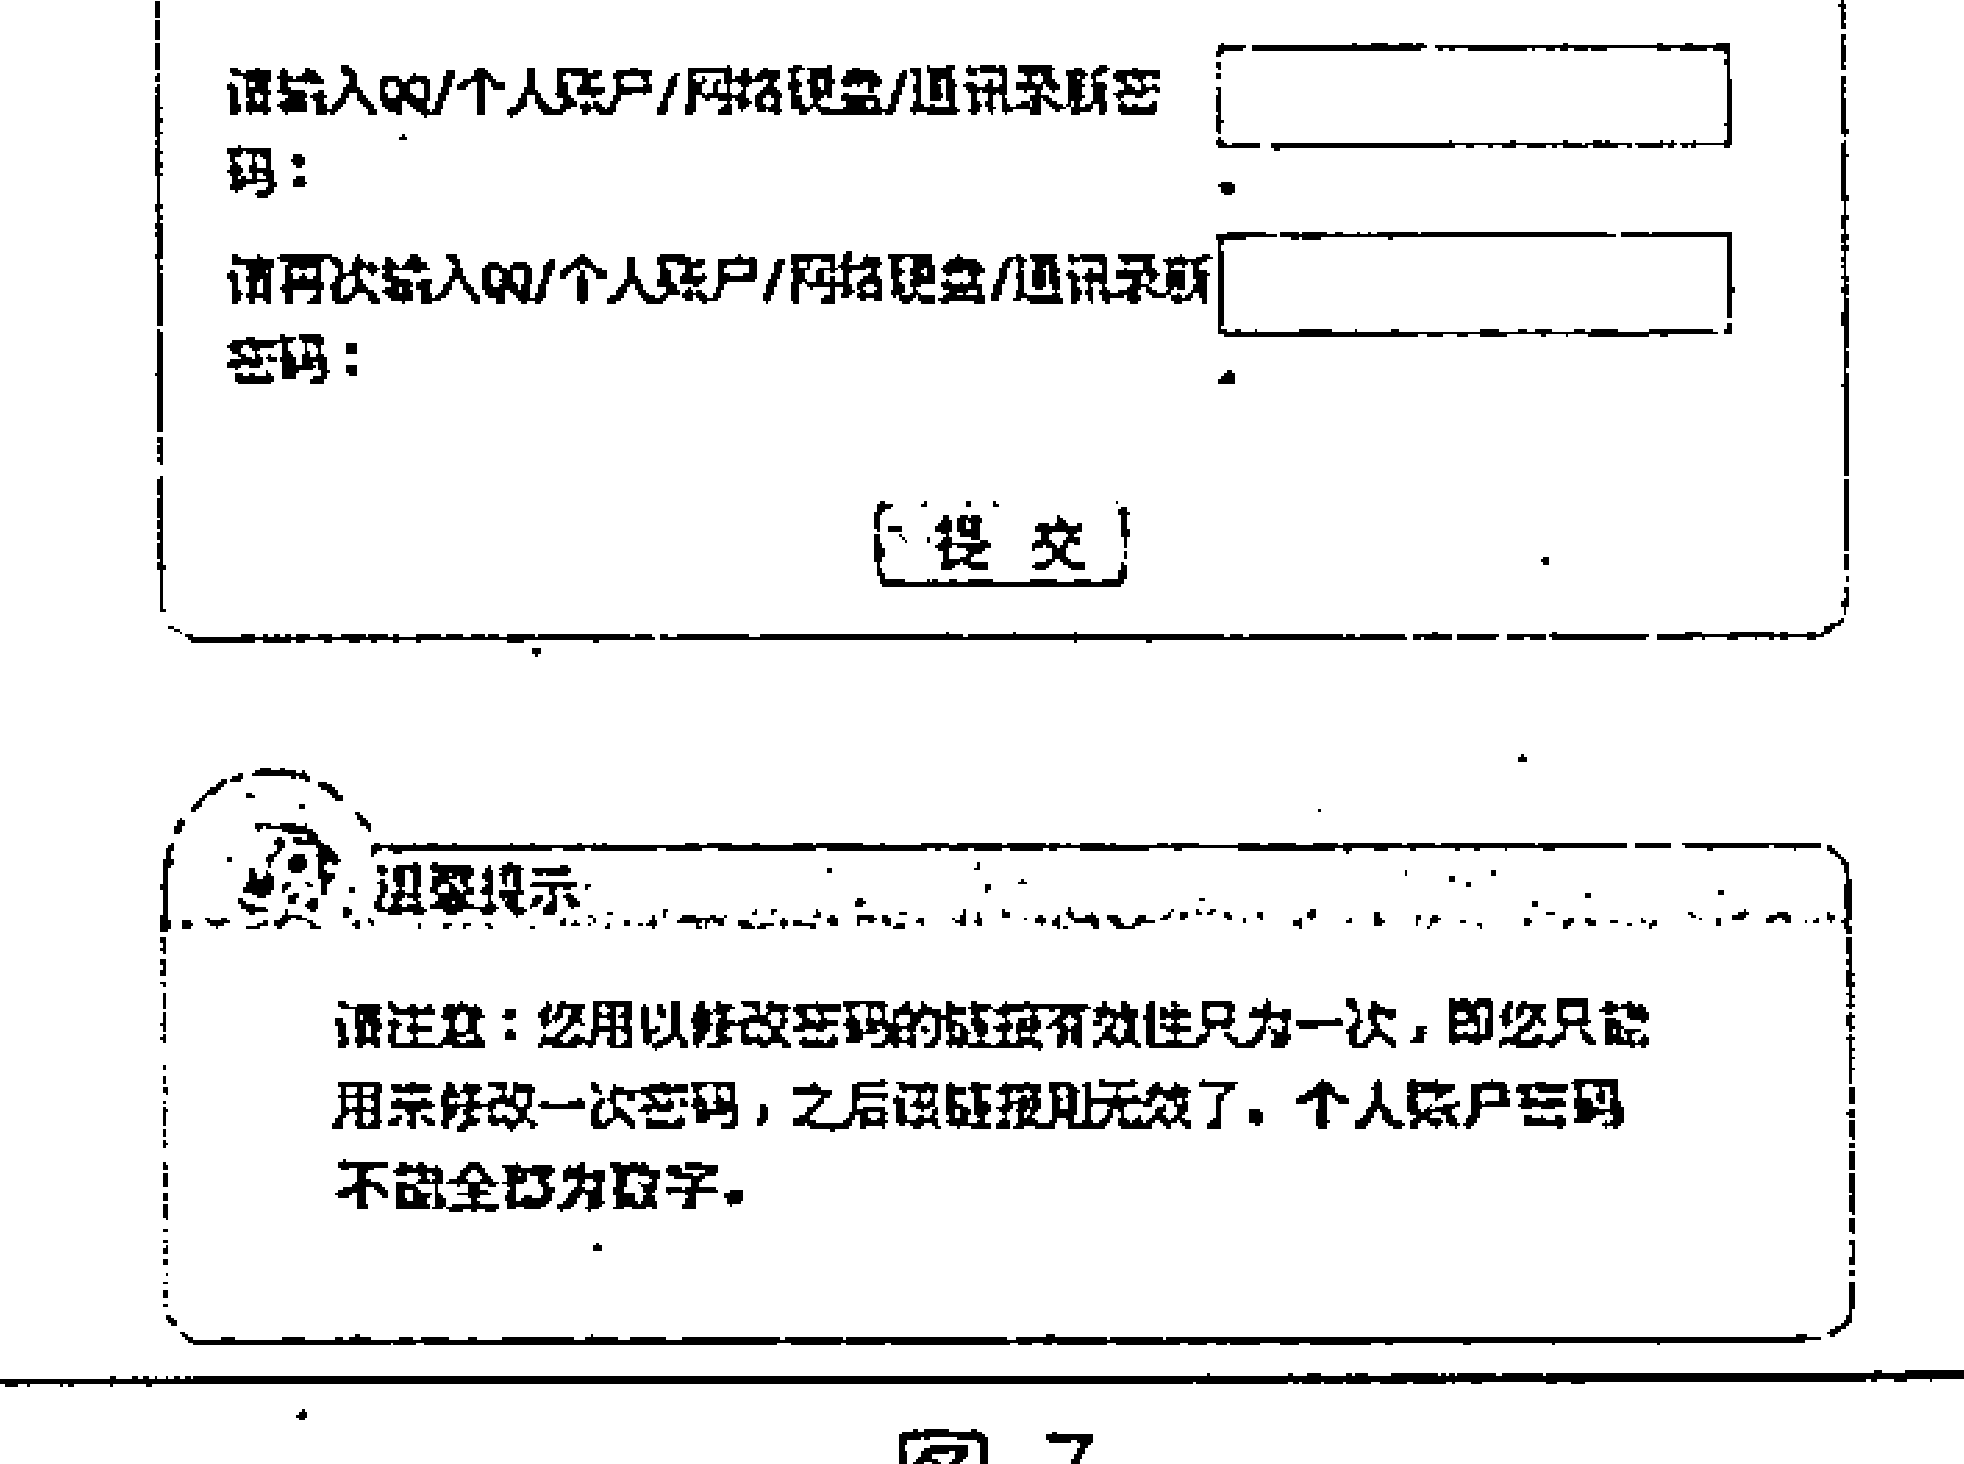 请输入QQ/个人账户/网络硬盘/通讯录新密
码：
请再次输入QQ/个人账户/网络硬盘/通讯录新
密码：
提 交
温馨提示
请注意：您用以修改密码的链接有效性只为一次，即您只能
用来修改一次密码，之后该链接则无效了。个人账户密码
不能全部为数字。
图 7